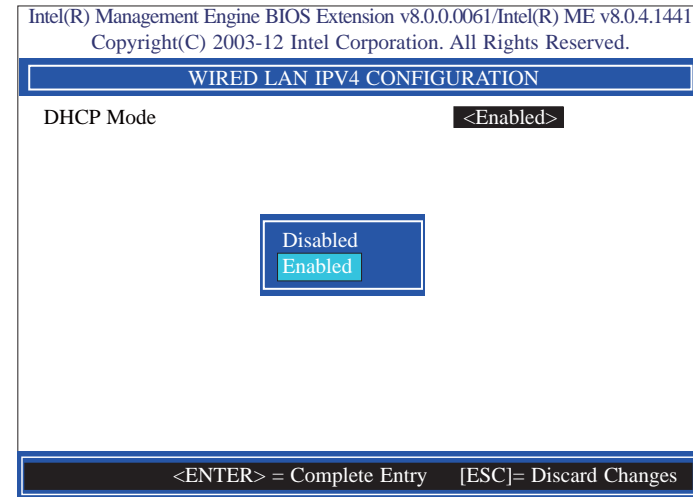 Intel(R) Management Engine BIOS Extension v8.0.0.0061/Intel(R) ME v8.0.4.1441
Copyright(C) 2003-12 Intel Corporation. All Rights Reserved.
WIRED LAN IPV4 CONFIGURATION
DHCP Mode <Enabled>
Disabled
Enabled
<ENTER> = Complete Entry [ESC]= Discard Changes